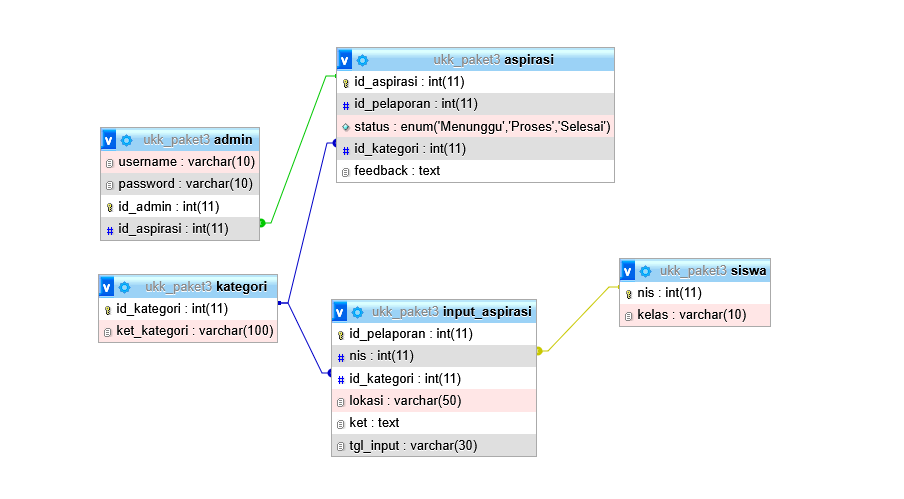 ukk_paket3 aspirasi
id_aspirasi : int(11)
id_pelaporan : int(11)
status : enum('Menunggu','Proses','Selesai')
id_kategori : int(11)
feedback : text
ukk_paket3 admin
username : varchar(10)
password : varchar(10)
id_admin : int(11)
id_aspirasi : int(11)
ukk_paket3 kategori
id_kategori : int(11)
ket_kategori : varchar(100)
ukk_paket3 input_aspirasi
id_pelaporan : int(11)
nis : int(11)
id_kategori : int(11)
lokasi : varchar(50)
ket : text
tgl_input : varchar(30)
ukk_paket3 siswa
nis : int(11)
kelas : varchar(10)